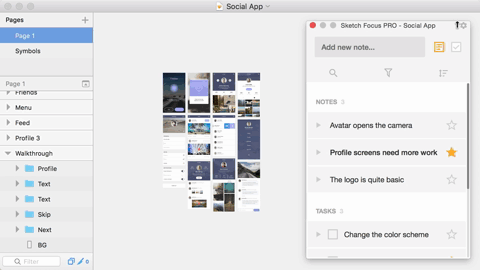 Social App
Pages
Page 1
Symbols
Page 1
Friends
Menu
Feed
Profile 3
Walkthrough
Profile
Text
Text
Skip
Next
BG
Filter
0
Sketch Focus PRO - Social App
Add new note...
NOTES 3
Avatar opens the camera
Profile screens need more work
The logo is quite basic
TASKS
Change the color scheme